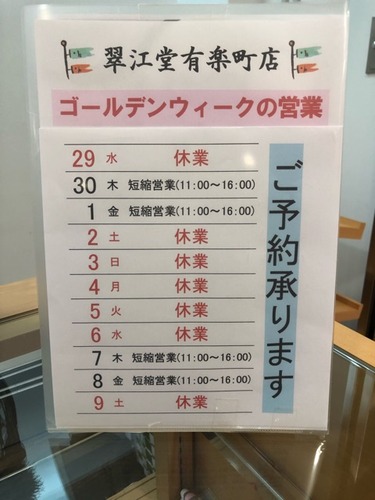 翠江堂有楽町店
ゴールデンウィークの営業
29 水 休業
30 木 短縮営業(11:00～16:00)
1 金 短縮営業(11:00～16:00)
2 土 休業
3 日 休業
4 月 休業
5 火 休業
6 水 休業
7 木 短縮営業(11:00～16:00)
8 金 短縮営業(11:00～16:00)
9 土 休業
ご予約承ります